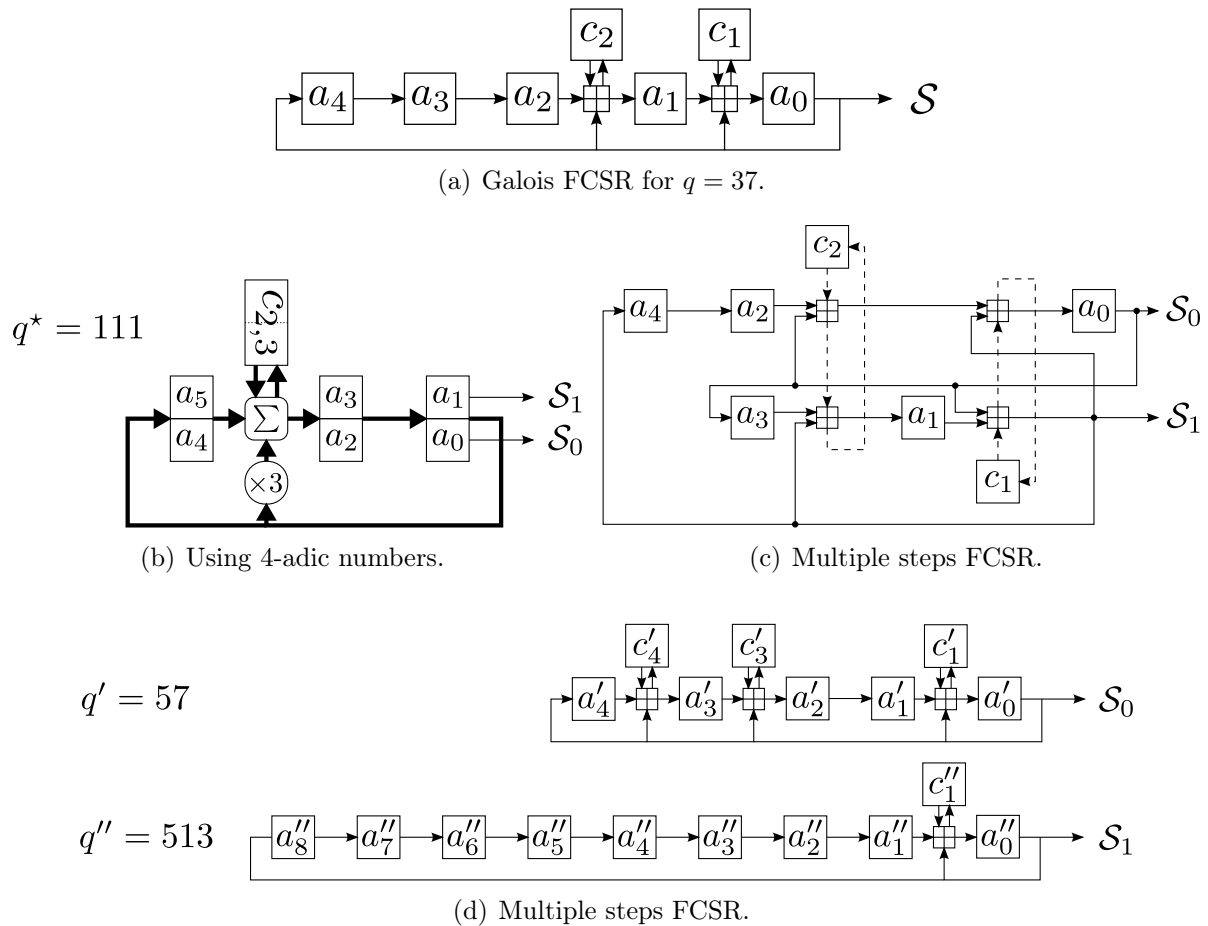 c₂ c₁
a₄ a₃ a₂ a₁ a₀ 𝒮
(a) Galois FCSR for q = 37.
q⋆ = 111
c₂,₃
a₅ a₃ a₁ 𝒮₁
Σ
a₄ a₂ a₀ 𝒮₀
×3
(b) Using 4-adic numbers.
c₂
a₄ a₂ a₀ 𝒮₀
a₃ a₁ 𝒮₁
c₁
(c) Multiple steps FCSR.
c′₄ c′₃ c′₁
q′ = 57
a′₄ a′₃ a′₂ a′₁ a′₀ 𝒮₀
c″₁
q″ = 513
a″₈ a″₇ a″₆ a″₅ a″₄ a″₃ a″₂ a″₁ a″₀ 𝒮₁
(d) Multiple steps FCSR.